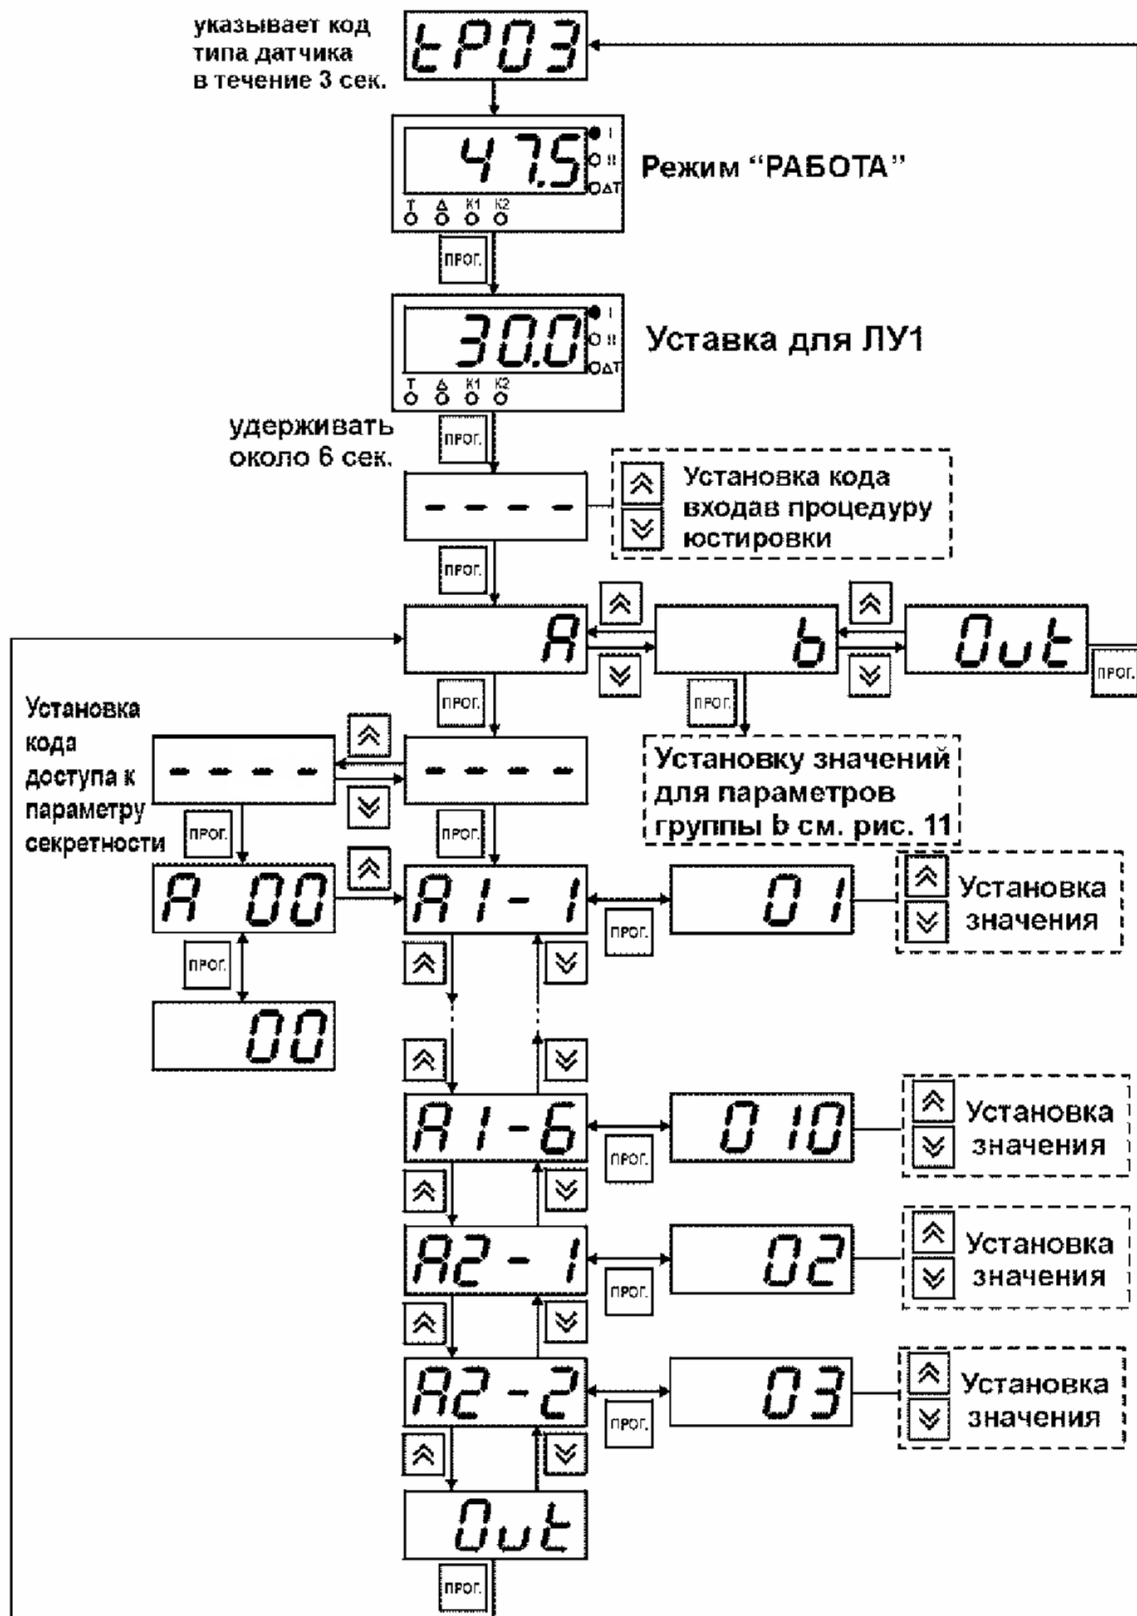 указывает код
типа датчика
в течение 3 сек.
tP03
47.5
I
II
ΔT
T Δ K1 K2
Режим “РАБОТА”
ПРОГ.
30.0
I
II
ΔT
T Δ K1 K2
Уставка для ЛУ1
удерживать
около 6 сек.
ПРОГ.
- - - -
Установка кода
входав процедуру
юстировки
ПРОГ.
A
b
Out
ПРОГ.
ПРОГ.
ПРОГ.
Установка
кода
доступа к
параметру
секретности
- - - -
- - - -
Установку значений
для параметров
группы b см. рис. 11
ПРОГ.
ПРОГ.
A 00
A1-1
01
Установка
значения
ПРОГ.
ПРОГ.
00
A1-6
010
Установка
значения
ПРОГ.
A2-1
02
Установка
значения
ПРОГ.
A2-2
03
Установка
значения
ПРОГ.
Out
ПРОГ.